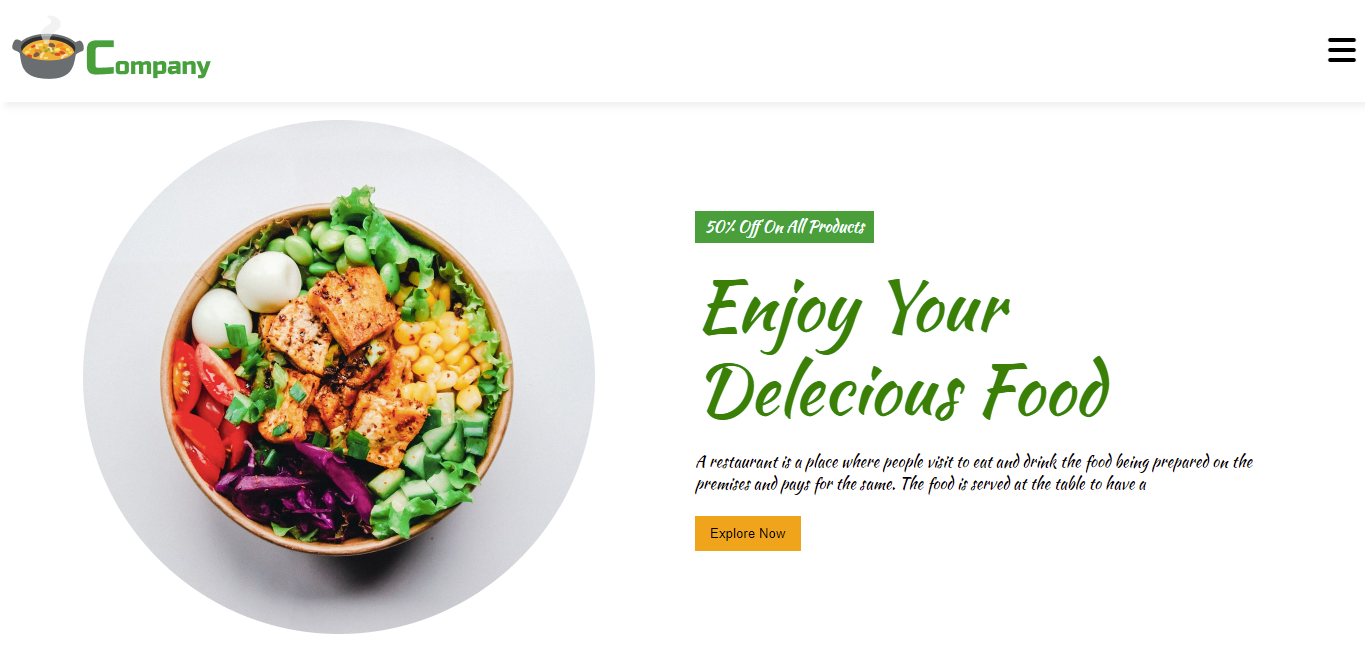 Company
50% Off On All Products
Enjoy Your
Delecious Food
A restaurant is a place where people visit to eat and drink the food being prepared on the
premises and pays for the same. The food is served at the table to have a
Explore Now